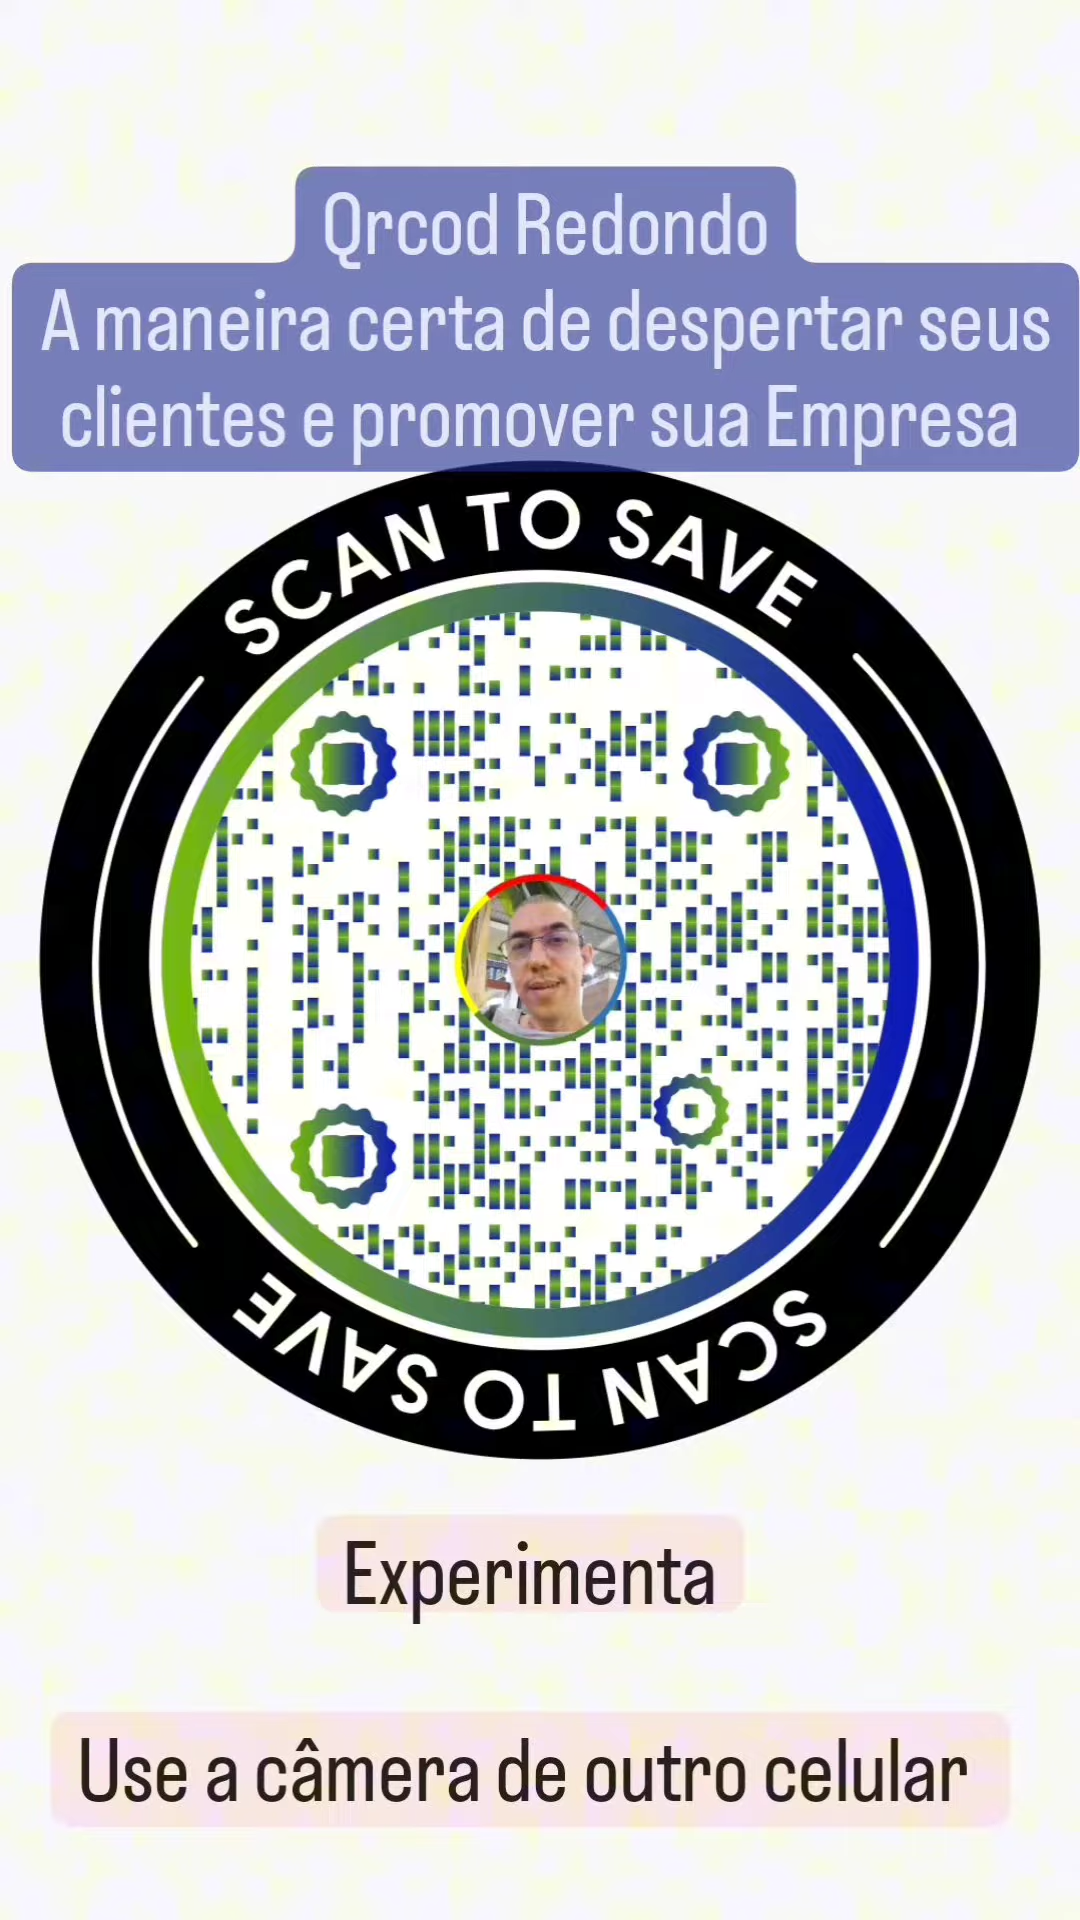 Qrcod Redondo
A maneira certa de despertar seus
clientes e promover sua Empresa
SCAN TO SAVE
SCAN TO SAVE
Experimenta
Use a câmera de outro celular